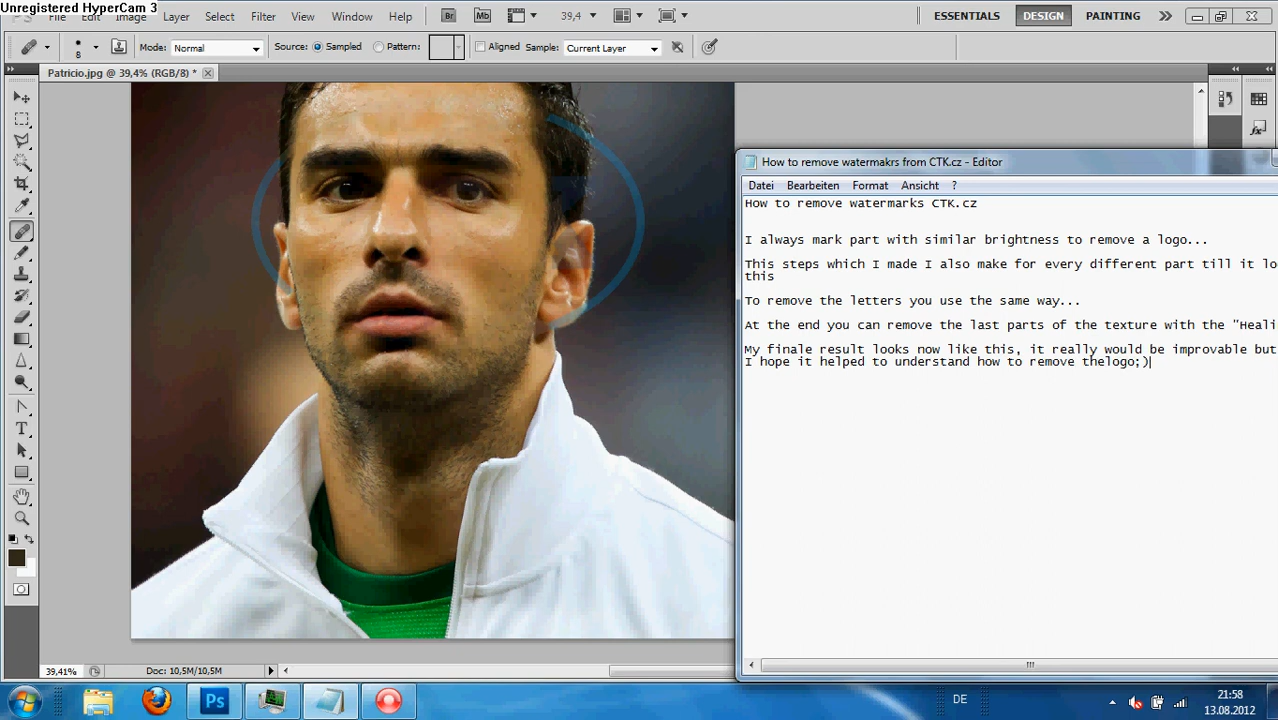 Unregistered HyperCam 3
File Edit Image Layer Select Filter View Window Help Br Mb 39,4 ESSENTIALS DESIGN PAINTING
8 Mode: Normal Source: Sampled Pattern: Aligned Sample: Current Layer
Patricio.jpg @ 39,4% (RGB/8) *
How to remove watermakrs from CTK.cz - Editor
Datei Bearbeiten Format Ansicht ?
How to remove watermarks CTK.cz
I always mark part with similar brightness to remove a logo...
This steps which I made I also make for every different part till it lo
this
To remove the letters you use the same way...
At the end you can remove the last parts of the texture with the "Heali
My finale result looks now like this, it really would be improvable but
I hope it helped to understand how to remove thelogo;)
39,41% Doc: 10,5M/10,5M
Ps DE 21:58
13.08.2012